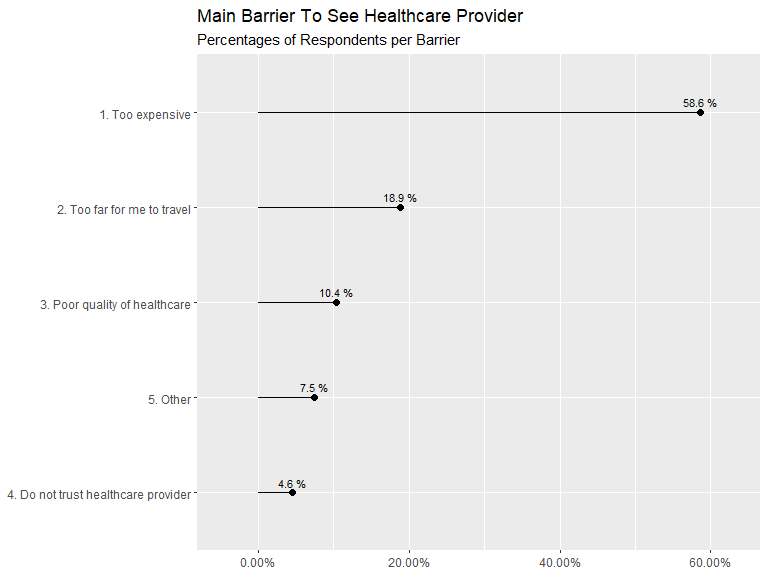 Main Barrier To See Healthcare Provider
Percentages of Respondents per Barrier
1. Too expensive
58.6 %
2. Too far for me to travel
18.9 %
3. Poor quality of healthcare
10.4 %
5. Other
7.5 %
4. Do not trust healthcare provider
4.6 %
0.00% 20.00% 40.00% 60.00%